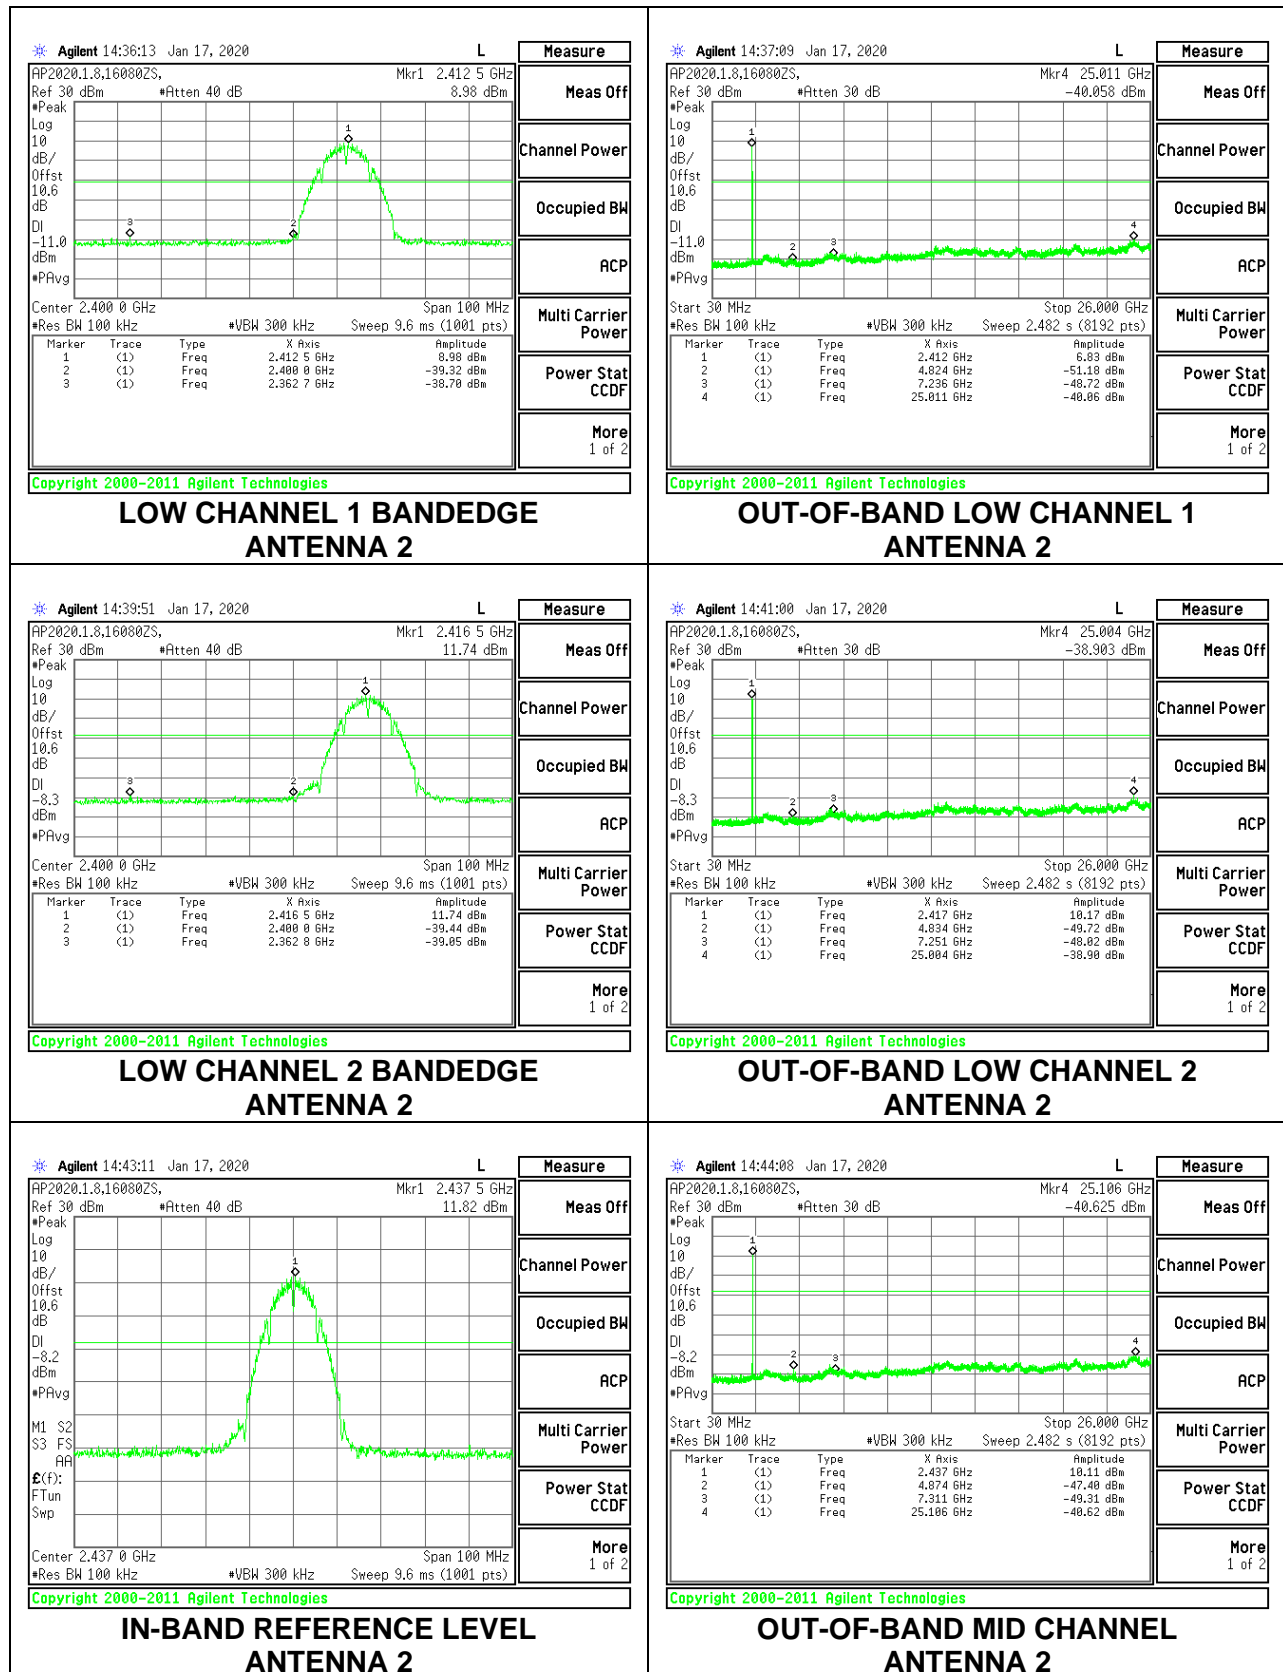 Agilent 14:36:13 Jan 17, 2020 L
Measure
AP2020.1.8,16080ZS, Mkr1 2.412 5 GHz
Ref 30 dBm #Atten 40 dB 8.98 dBm
Meas Off
#Peak
Log
10
dB/
Offst
10.6
dB
DI
-11.0
dBm
#PAvg
1
2
3
Channel Power
Occupied BW
ACP
Center 2.400 0 GHz Span 100 MHz
#Res BW 100 kHz #VBW 300 kHz Sweep 9.6 ms (1001 pts)
Multi Carrier
Power
Marker Trace Type X Axis Amplitude
1 (1) Freq 2.412 5 GHz 8.98 dBm
2 (1) Freq 2.400 0 GHz -39.32 dBm
3 (1) Freq 2.362 7 GHz -38.70 dBm
Power Stat
CCDF
More
1 of 2
Copyright 2000-2011 Agilent Technologies
LOW CHANNEL 1 BANDEDGE
ANTENNA 2
Agilent 14:37:09 Jan 17, 2020 L
Measure
AP2020.1.8,16080ZS, Mkr4 25.011 GHz
Ref 30 dBm #Atten 30 dB -40.058 dBm
Meas Off
#Peak
Log
10
dB/
Offst
10.6
dB
DI
-11.0
dBm
#PAvg
1
2
3
4
Channel Power
Occupied BW
ACP
Start 30 MHz Stop 26.000 GHz
#Res BW 100 kHz #VBW 300 kHz Sweep 2.482 s (8192 pts)
Multi Carrier
Power
Marker Trace Type X Axis Amplitude
1 (1) Freq 2.412 GHz 6.83 dBm
2 (1) Freq 4.824 GHz -51.18 dBm
3 (1) Freq 7.236 GHz -48.72 dBm
4 (1) Freq 25.011 GHz -40.06 dBm
Power Stat
CCDF
More
1 of 2
Copyright 2000-2011 Agilent Technologies
OUT-OF-BAND LOW CHANNEL 1
ANTENNA 2
Agilent 14:39:51 Jan 17, 2020 L
Measure
AP2020.1.8,16080ZS, Mkr1 2.416 5 GHz
Ref 30 dBm #Atten 40 dB 11.74 dBm
Meas Off
#Peak
Log
10
dB/
Offst
10.6
dB
DI
-8.3
dBm
#PAvg
1
2
3
Channel Power
Occupied BW
ACP
Center 2.400 0 GHz Span 100 MHz
#Res BW 100 kHz #VBW 300 kHz Sweep 9.6 ms (1001 pts)
Multi Carrier
Power
Marker Trace Type X Axis Amplitude
1 (1) Freq 2.416 5 GHz 11.74 dBm
2 (1) Freq 2.400 0 GHz -39.44 dBm
3 (1) Freq 2.362 8 GHz -39.05 dBm
Power Stat
CCDF
More
1 of 2
Copyright 2000-2011 Agilent Technologies
LOW CHANNEL 2 BANDEDGE
ANTENNA 2
Agilent 14:41:00 Jan 17, 2020 L
Measure
AP2020.1.8,16080ZS, Mkr4 25.004 GHz
Ref 30 dBm #Atten 30 dB -38.903 dBm
Meas Off
#Peak
Log
10
dB/
Offst
10.6
dB
DI
-8.3
dBm
#PAvg
1
2
3
4
Channel Power
Occupied BW
ACP
Start 30 MHz Stop 26.000 GHz
#Res BW 100 kHz #VBW 300 kHz Sweep 2.482 s (8192 pts)
Multi Carrier
Power
Marker Trace Type X Axis Amplitude
1 (1) Freq 2.417 GHz 10.17 dBm
2 (1) Freq 4.834 GHz -49.72 dBm
3 (1) Freq 7.251 GHz -48.02 dBm
4 (1) Freq 25.004 GHz -38.90 dBm
Power Stat
CCDF
More
1 of 2
Copyright 2000-2011 Agilent Technologies
OUT-OF-BAND LOW CHANNEL 2
ANTENNA 2
Agilent 14:43:11 Jan 17, 2020 L
Measure
AP2020.1.8,16080ZS, Mkr1 2.437 5 GHz
Ref 30 dBm #Atten 40 dB 11.82 dBm
Meas Off
#Peak
Log
10
dB/
Offst
10.6
dB
DI
-8.2
dBm
#PAvg
M1 S2
S3 FS
AA
£(f):
FTun
Swp
1
Channel Power
Occupied BW
ACP
Multi Carrier
Power
Power Stat
CCDF
More
1 of 2
Center 2.437 0 GHz Span 100 MHz
#Res BW 100 kHz #VBW 300 kHz Sweep 9.6 ms (1001 pts)
Copyright 2000-2011 Agilent Technologies
IN-BAND REFERENCE LEVEL
ANTENNA 2
Agilent 14:44:08 Jan 17, 2020 L
Measure
AP2020.1.8,16080ZS, Mkr4 25.106 GHz
Ref 30 dBm #Atten 30 dB -40.625 dBm
Meas Off
#Peak
Log
10
dB/
Offst
10.6
dB
DI
-8.2
dBm
#PAvg
1
2
3
4
Channel Power
Occupied BW
ACP
Start 30 MHz Stop 26.000 GHz
#Res BW 100 kHz #VBW 300 kHz Sweep 2.482 s (8192 pts)
Multi Carrier
Power
Marker Trace Type X Axis Amplitude
1 (1) Freq 2.437 GHz 10.11 dBm
2 (1) Freq 4.874 GHz -47.40 dBm
3 (1) Freq 7.311 GHz -49.31 dBm
4 (1) Freq 25.106 GHz -40.62 dBm
Power Stat
CCDF
More
1 of 2
Copyright 2000-2011 Agilent Technologies
OUT-OF-BAND MID CHANNEL
ANTENNA 2